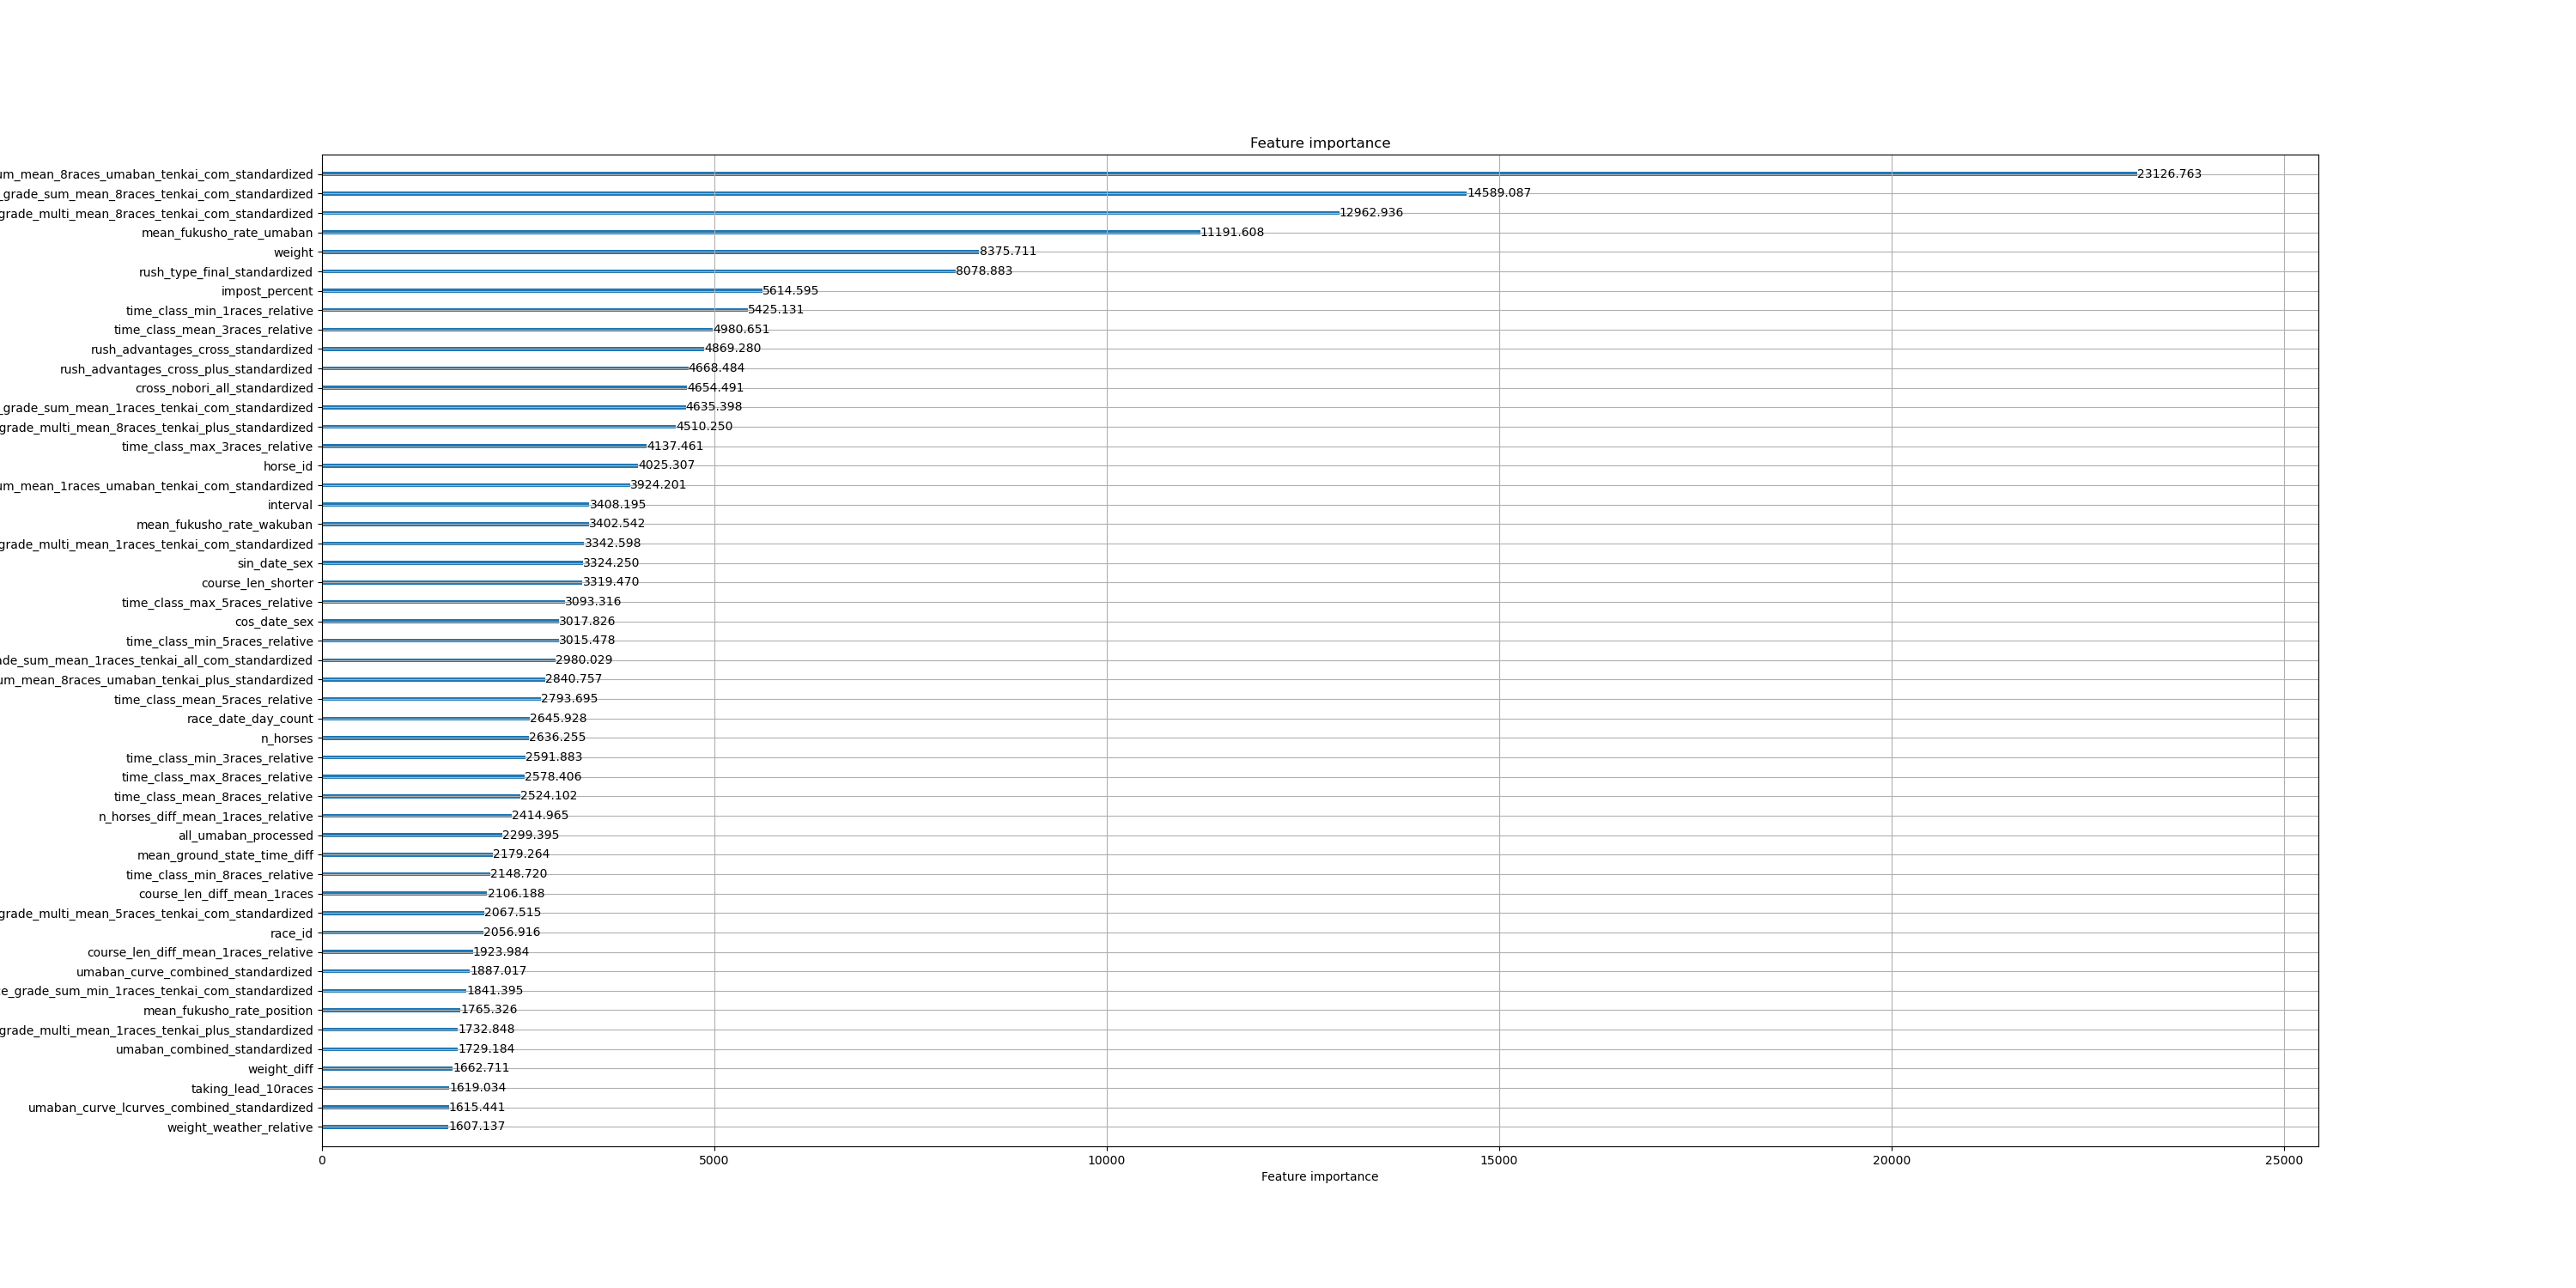 Feature importance
um_mean_8races_umaban_tenkai_com_standardized 23126.763
_grade_sum_mean_8races_tenkai_com_standardized 14589.087
grade_multi_mean_8races_tenkai_com_standardized 12962.936
mean_fukusho_rate_umaban 11191.608
weight 8375.711
rush_type_final_standardized 8078.883
impost_percent 5614.595
time_class_min_1races_relative 5425.131
time_class_mean_3races_relative 4980.651
rush_advantages_cross_standardized 4869.280
rush_advantages_cross_plus_standardized 4668.484
cross_nobori_all_standardized 4654.491
_grade_sum_mean_1races_tenkai_com_standardized 4635.398
grade_multi_mean_8races_tenkai_plus_standardized 4510.250
time_class_max_3races_relative 4137.461
horse_id 4025.307
um_mean_1races_umaban_tenkai_com_standardized 3924.201
interval 3408.195
mean_fukusho_rate_wakuban 3402.542
grade_multi_mean_1races_tenkai_com_standardized 3342.598
sin_date_sex 3324.250
course_len_shorter 3319.470
time_class_max_5races_relative 3093.316
cos_date_sex 3017.826
time_class_min_5races_relative 3015.478
ade_sum_mean_1races_tenkai_all_com_standardized 2980.029
um_mean_8races_umaban_tenkai_plus_standardized 2840.757
time_class_mean_5races_relative 2793.695
race_date_day_count 2645.928
n_horses 2636.255
time_class_min_3races_relative 2591.883
time_class_max_8races_relative 2578.406
time_class_mean_8races_relative 2524.102
n_horses_diff_mean_1races_relative 2414.965
all_umaban_processed 2299.395
mean_ground_state_time_diff 2179.264
time_class_min_8races_relative 2148.720
course_len_diff_mean_1races 2106.188
grade_multi_mean_5races_tenkai_com_standardized 2067.515
race_id 2056.916
course_len_diff_mean_1races_relative 1923.984
umaban_curve_combined_standardized 1887.017
e_grade_sum_min_1races_tenkai_com_standardized 1841.395
mean_fukusho_rate_position 1765.326
grade_multi_mean_1races_tenkai_plus_standardized 1732.848
umaban_combined_standardized 1729.184
weight_diff 1662.711
taking_lead_10races 1619.034
umaban_curve_lcurves_combined_standardized 1615.441
weight_weather_relative 1607.137
0 5000 10000 15000 20000 25000
Feature importance